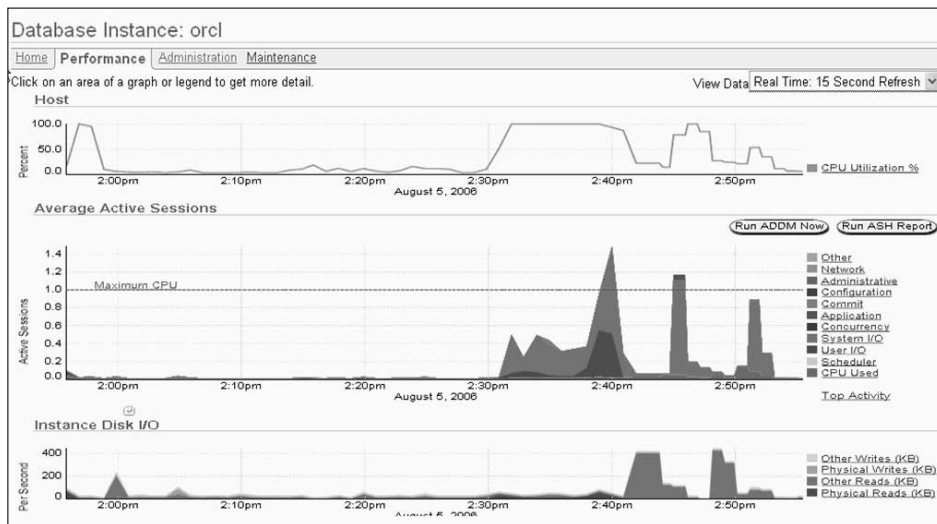 Database Instance: orcl
Home Performance Administration Maintenance
Click on an area of a graph or legend to get more detail.
View Data Real Time: 15 Second Refresh
Host
Percent
100.0
50.0
0.0
2:00pm 2:10pm 2:20pm 2:30pm 2:40pm 2:50pm
August 5, 2006
CPU Utilization %
Average Active Sessions
Run ADDM Now Run ASH Report
Active Sessions
1.4
1.2
1.0
0.8
0.6
0.4
0.2
0.0
Maximum CPU
2:00pm 2:10pm 2:20pm 2:30pm 2:40pm 2:50pm
August 5, 2006
Other
Network
Administrative
Configuration
Commit
Application
Concurrency
System I/O
User I/O
Scheduler
CPU Used
Top Activity
Instance Disk I/O
Per Second
400
200
0
2:00pm 2:10pm 2:20pm 2:30pm 2:40pm 2:50pm
August 5, 2006
Other Writes (KB)
Physical Writes (KB)
Other Reads (KB)
Physical Reads (KB)